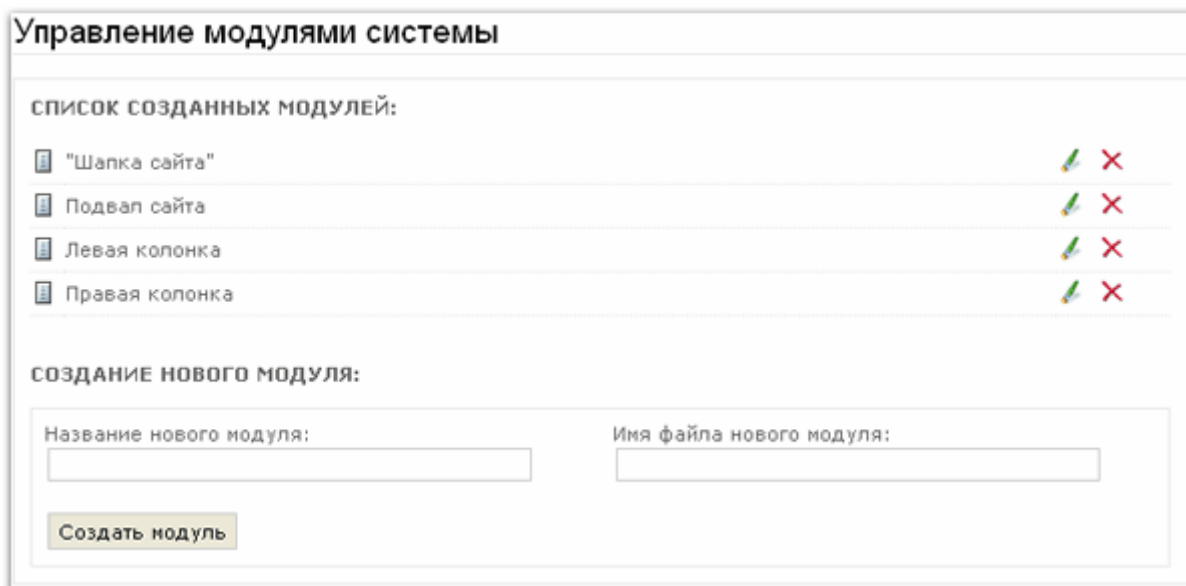 Управление модулями системы
СПИСОК СОЗДАННЫХ МОДУЛЕЙ:
"Шапка сайта"
Подвал сайта
Левая колонка
Правая колонка
СОЗДАНИЕ НОВОГО МОДУЛЯ:
Название нового модуля: Имя файла нового модуля:
Создать модуль